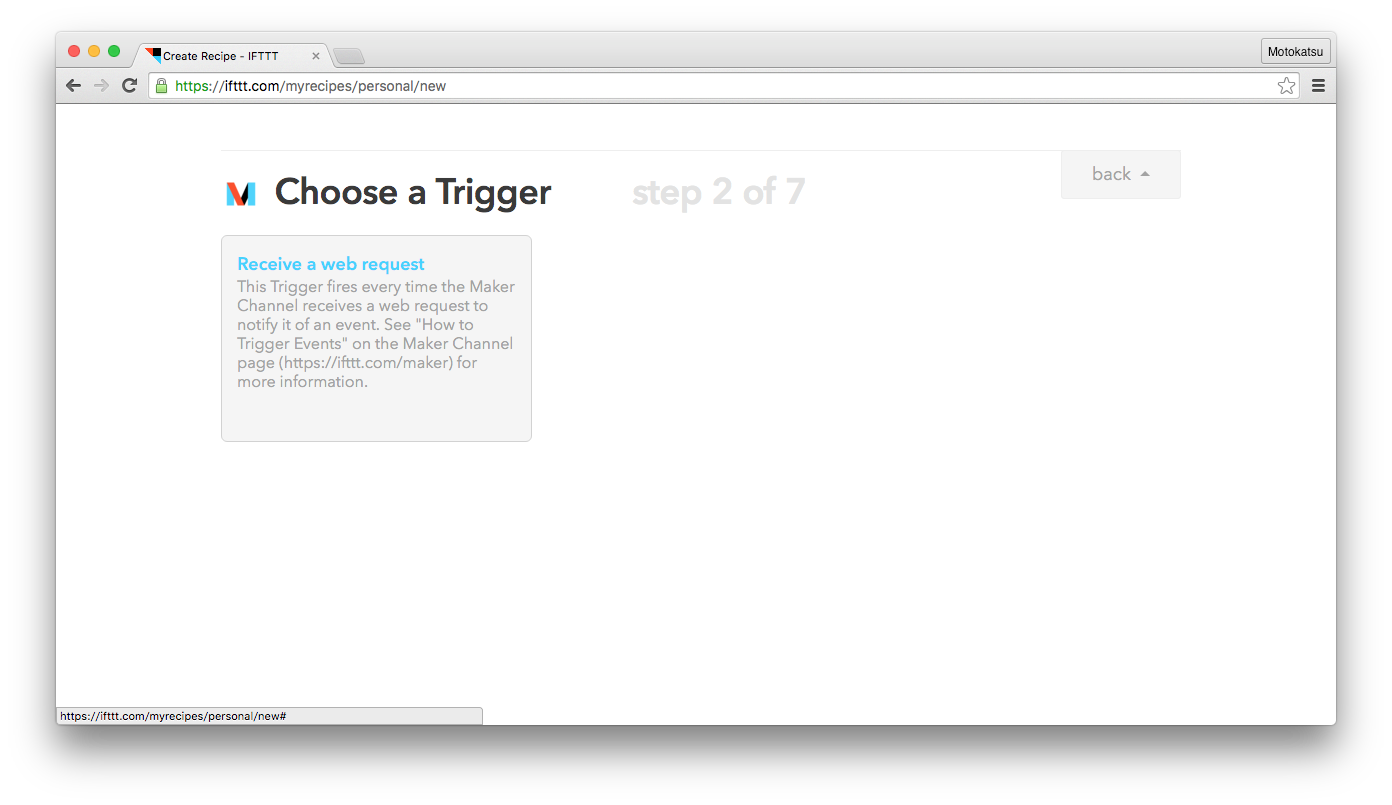 Create Recipe - IFTTT
Motokatsu
https://ifttt.com/myrecipes/personal/new
Choose a Trigger
step 2 of 7
back
Receive a web request
This Trigger fires every time the Maker
Channel receives a web request to
notify it of an event. See "How to
Trigger Events" on the Maker Channel
page (https://ifttt.com/maker) for
more information.
https://ifttt.com/myrecipes/personal/new#